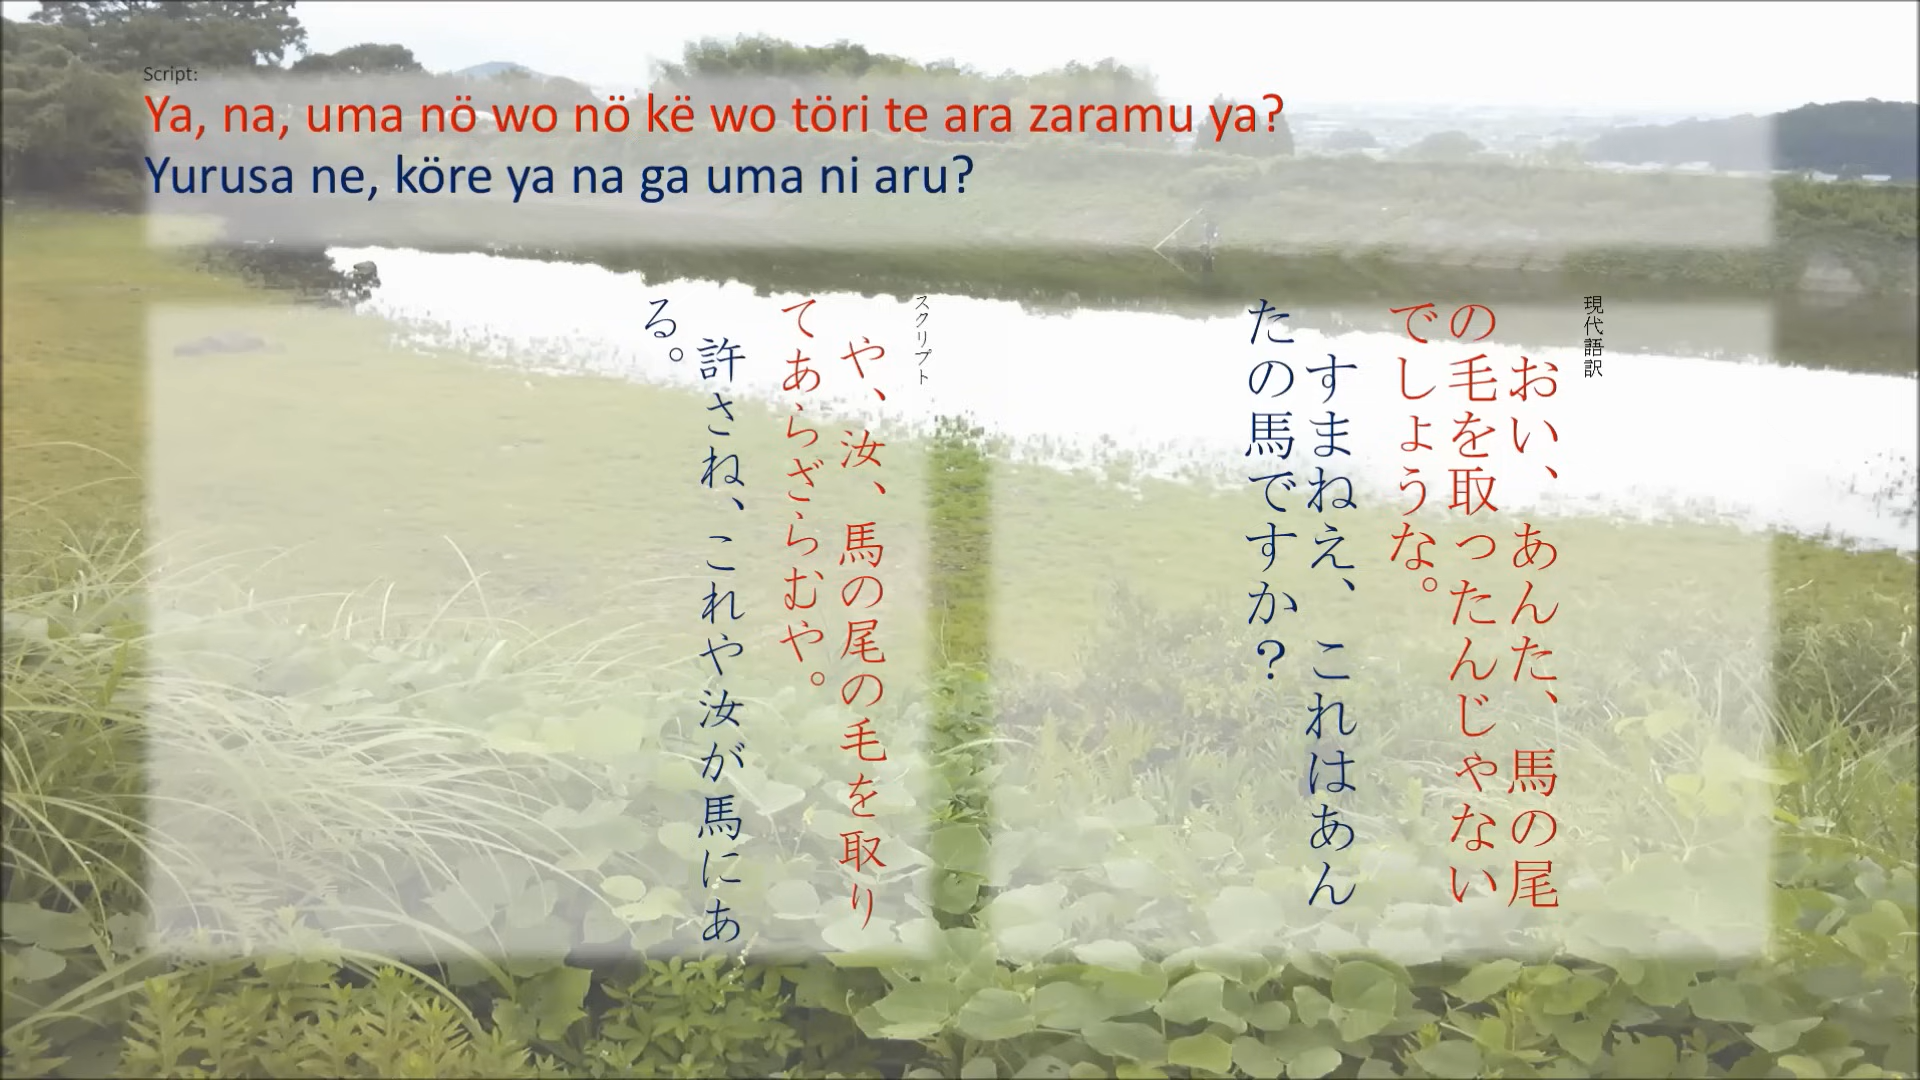 Script:
Ya, na, uma nö wo nö kë wo töri te ara zaramu ya?
Yurusa ne, köre ya na ga uma ni aru?
現代語訳
おい、あんた、馬の尾
の毛を取ったんじゃない
でしょうな。
すまねえ、これはあん
たの馬ですか？
スクリプト
や、汝、馬の尾の毛を取り
てあらざらむや。
許さね、これや汝が馬にあ
る。